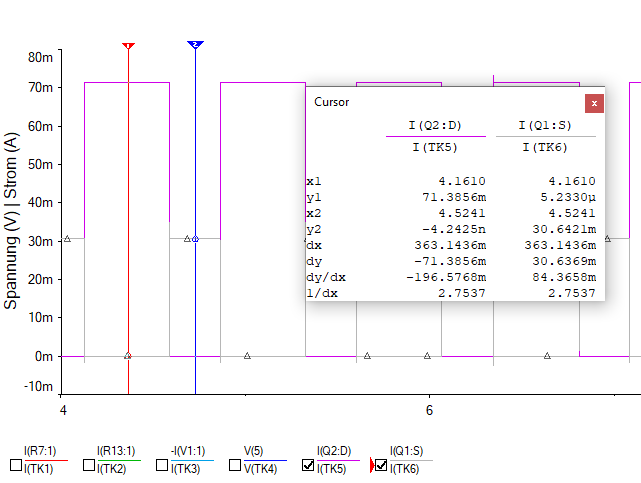 1
2
80m
70m
60m
50m
40m
30m
20m
10m
0m
-10m
Spannung (V) | Strom (A)
4
6
Cursor
x
I(Q2:D) I(Q1:S)
I(TK5) I(TK6)
x1 4.1610 4.1610
y1 71.3856m 5.2330µ
x2 4.5241 4.5241
y2 -4.2425n 30.6421m
dx 363.1436m 363.1436m
dy -71.3856m 30.6369m
dy/dx -196.5768m 84.3658m
1/dx 2.7537 2.7537
I(R7:1) I(R13:1) -I(V1:1) V(5) I(Q2:D) I(Q1:S)
I(TK1) I(TK2) I(TK3) V(TK4) I(TK5) I(TK6)